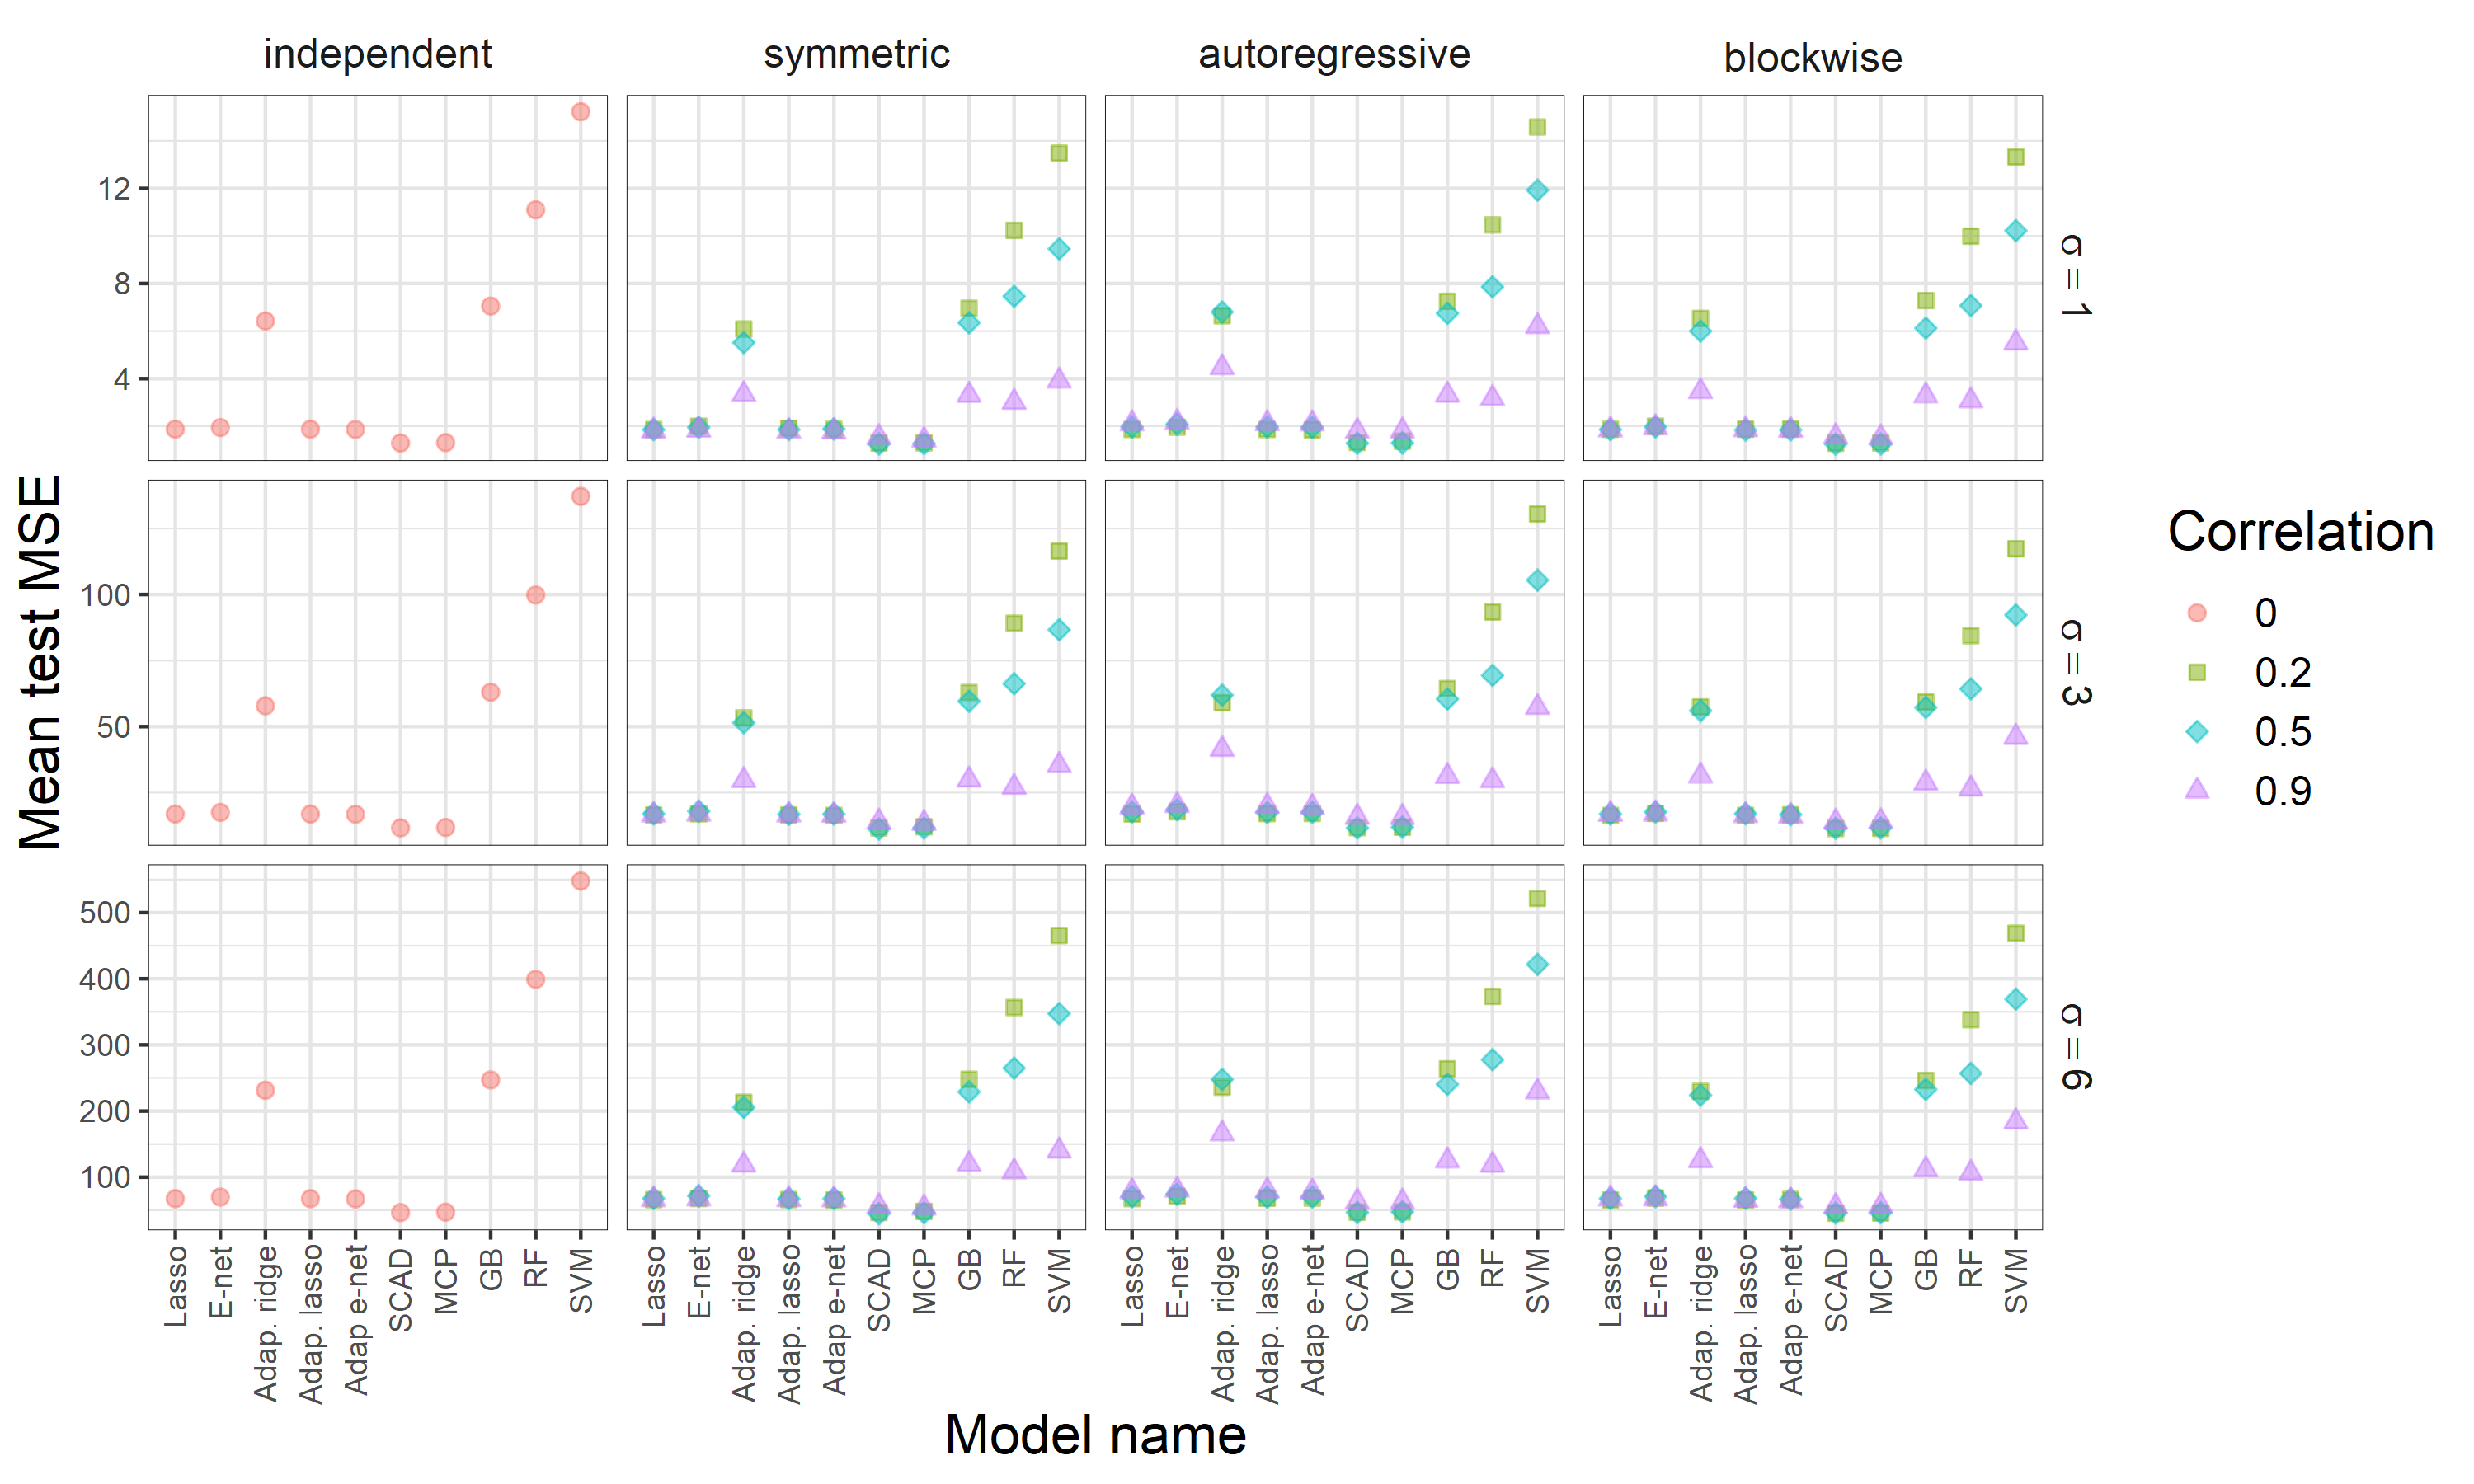 independent symmetric autoregressive blockwise
12
8
4
σ = 1
Mean test MSE
100
50
σ = 3
500
400
300
200
100
σ = 6
Lasso E-net Adap. ridge Adap. lasso Adap e-net SCAD MCP GB RF SVM
Lasso E-net Adap. ridge Adap. lasso Adap e-net SCAD MCP GB RF SVM
Lasso E-net Adap. ridge Adap. lasso Adap e-net SCAD MCP GB RF SVM
Lasso E-net Adap. ridge Adap. lasso Adap e-net SCAD MCP GB RF SVM
Model name
Correlation
0
0.2
0.5
0.9